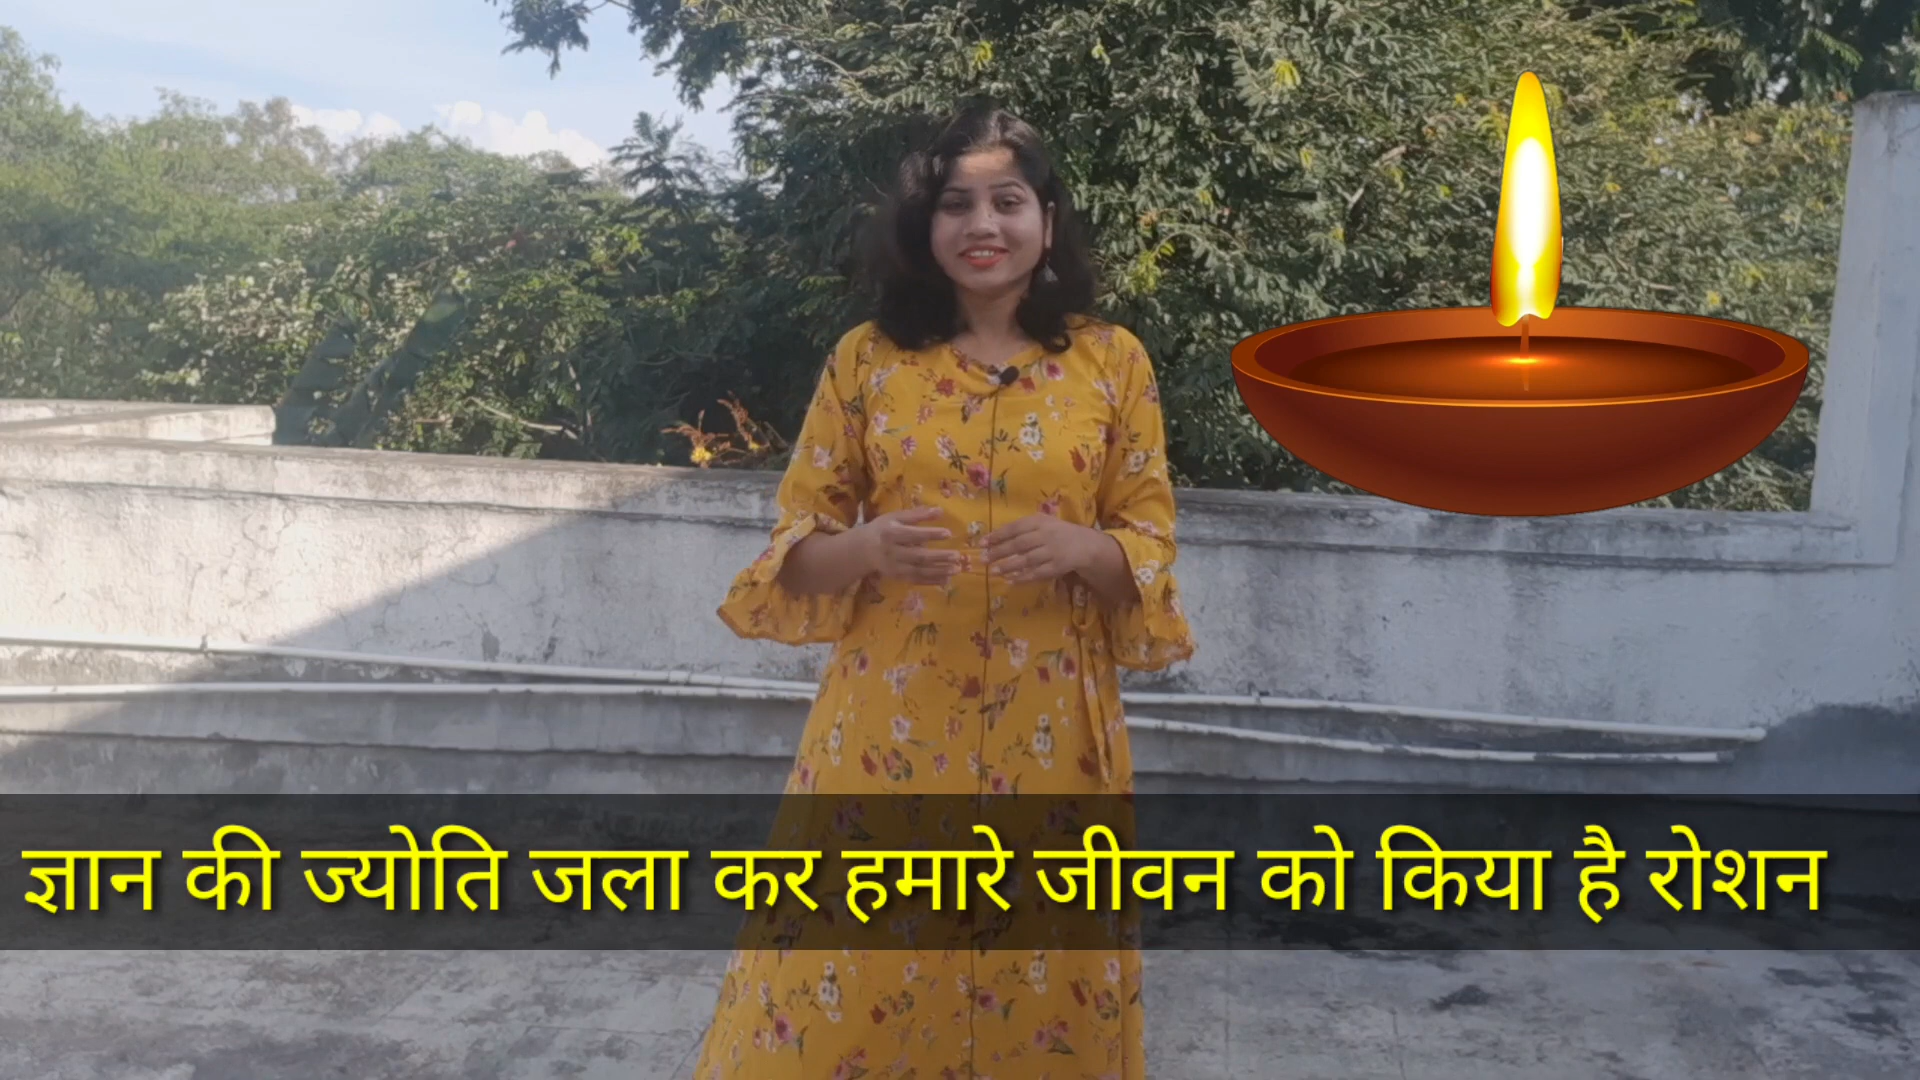 ज्ञान की ज्योति जला कर हमारे जीवन को किया है रोशन